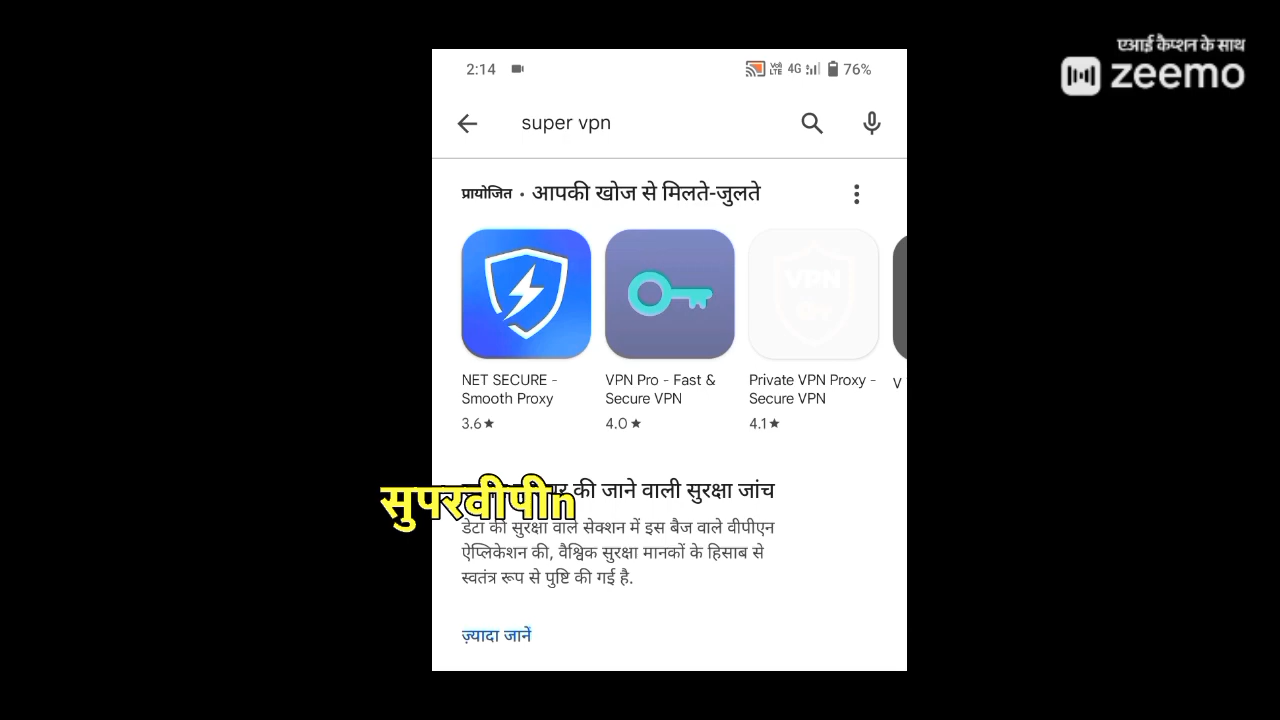 एआई कैप्शन के साथ
zeemo
2:14 4G 76%
super vpn
प्रायोजित • आपकी खोज से मिलते-जुलते
VPN
NET SECURE - Smooth Proxy
3.6★
VPN Pro - Fast & Secure VPN
4.0★
Private VPN Proxy - Secure VPN
4.1★
V
सुपरवीपीn
की जाने वाली सुरक्षा जांच
डेटा की सुरक्षा वाले सेक्शन में इस बैज वाले वीपीएन
ऐप्लिकेशन की, वैश्विक सुरक्षा मानकों के हिसाब से
स्वतंत्र रूप से पुष्टि की गई है.
ज़्यादा जानें